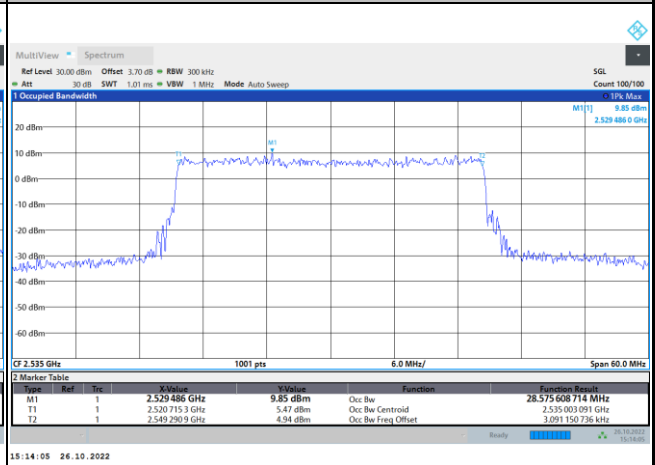 MultiView Spectrum
Ref Level 30.00 dBm Offset 3.70 dB RBW 300 kHz SGL
Att 30 dB SWT 1.01 ms VBW 1 MHz Mode Auto Sweep Count 100/100
1 Occupied Bandwidth 1Pk Max
M1[1] 9.85 dBm
2.529 486 0 GHz
20 dBm
M1
10 dBm
T1 T2
0 dBm
-10 dBm
-20 dBm
-30 dBm
-40 dBm
-50 dBm
-60 dBm
CF 2.535 GHz 1001 pts 6.0 MHz/ Span 60.0 MHz
2 Marker Table
Type Ref Trc X-Value Y-Value Function Function Result
M1 1 2.529 486 GHz 9.85 dBm Occ Bw 28.575 608 714 MHz
T1 1 2.520 715 3 GHz 5.47 dBm Occ Bw Centroid 2.535 003 091 GHz
T2 1 2.549 290 9 GHz 4.94 dBm Occ Bw Freq Offset 3.091 150 736 kHz
Ready 26.10.2022
15:14:05
15:14:05 26.10.2022